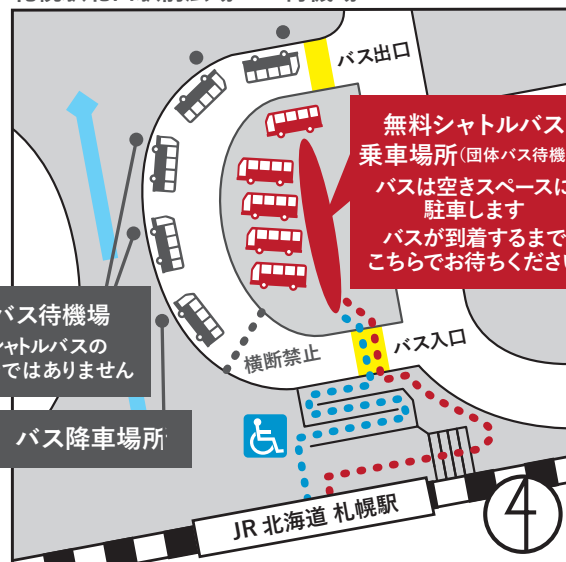 バス出口
無料シャトルバス
乗車場所(団体バス待機
バスは空きスペースに
駐車します
バスが到着するまで
こちらでお待ちください
バス待機場
シャトルバスの
ではありません
横断禁止
バス入口
バス降車場所
JR 北海道 札幌駅